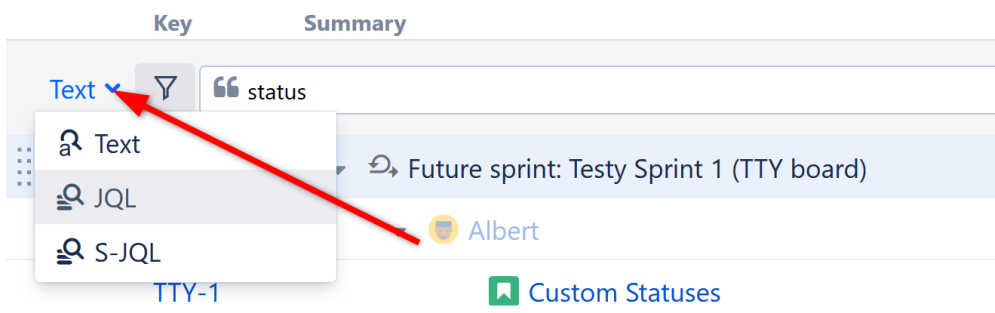 Key Summary
Text status
Text
Future sprint: Testy Sprint 1 (TTY board)
JQL
Albert
S-JQL
TTY-1 Custom Statuses